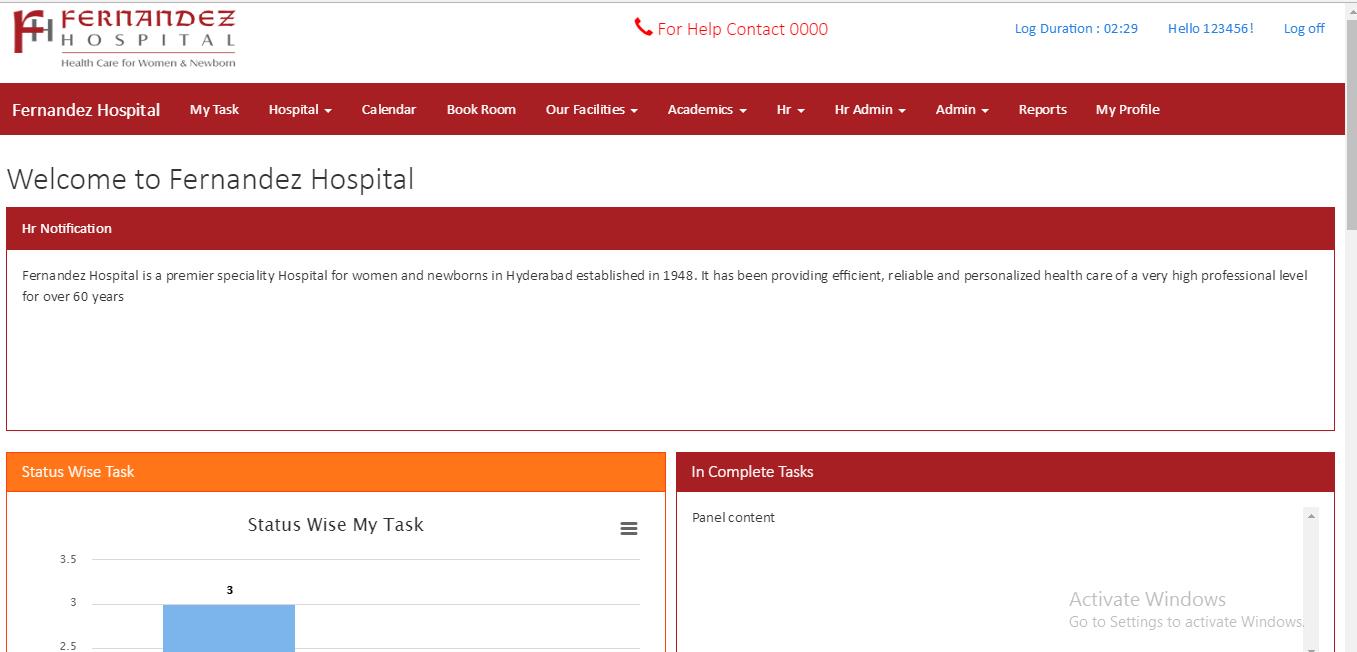 FERNANDEZ
HOSPITAL
Health Care for Women & Newborn
For Help Contact 0000
Log Duration : 02:29 Hello 123456! Log off
Fernandez Hospital My Task Hospital Calendar Book Room Our Facilities Academics Hr Hr Admin Admin Reports My Profile
Welcome to Fernandez Hospital
Hr Notification
Fernandez Hospital is a premier speciality Hospital for women and newborns in Hyderabad established in 1948. It has been providing efficient, reliable and personalized health care of a very high professional level
for over 60 years
Status Wise Task
Status Wise My Task
3.5
3
3
2.5
In Complete Tasks
Panel content
Activate Windows
Go to Settings to activate Windows.